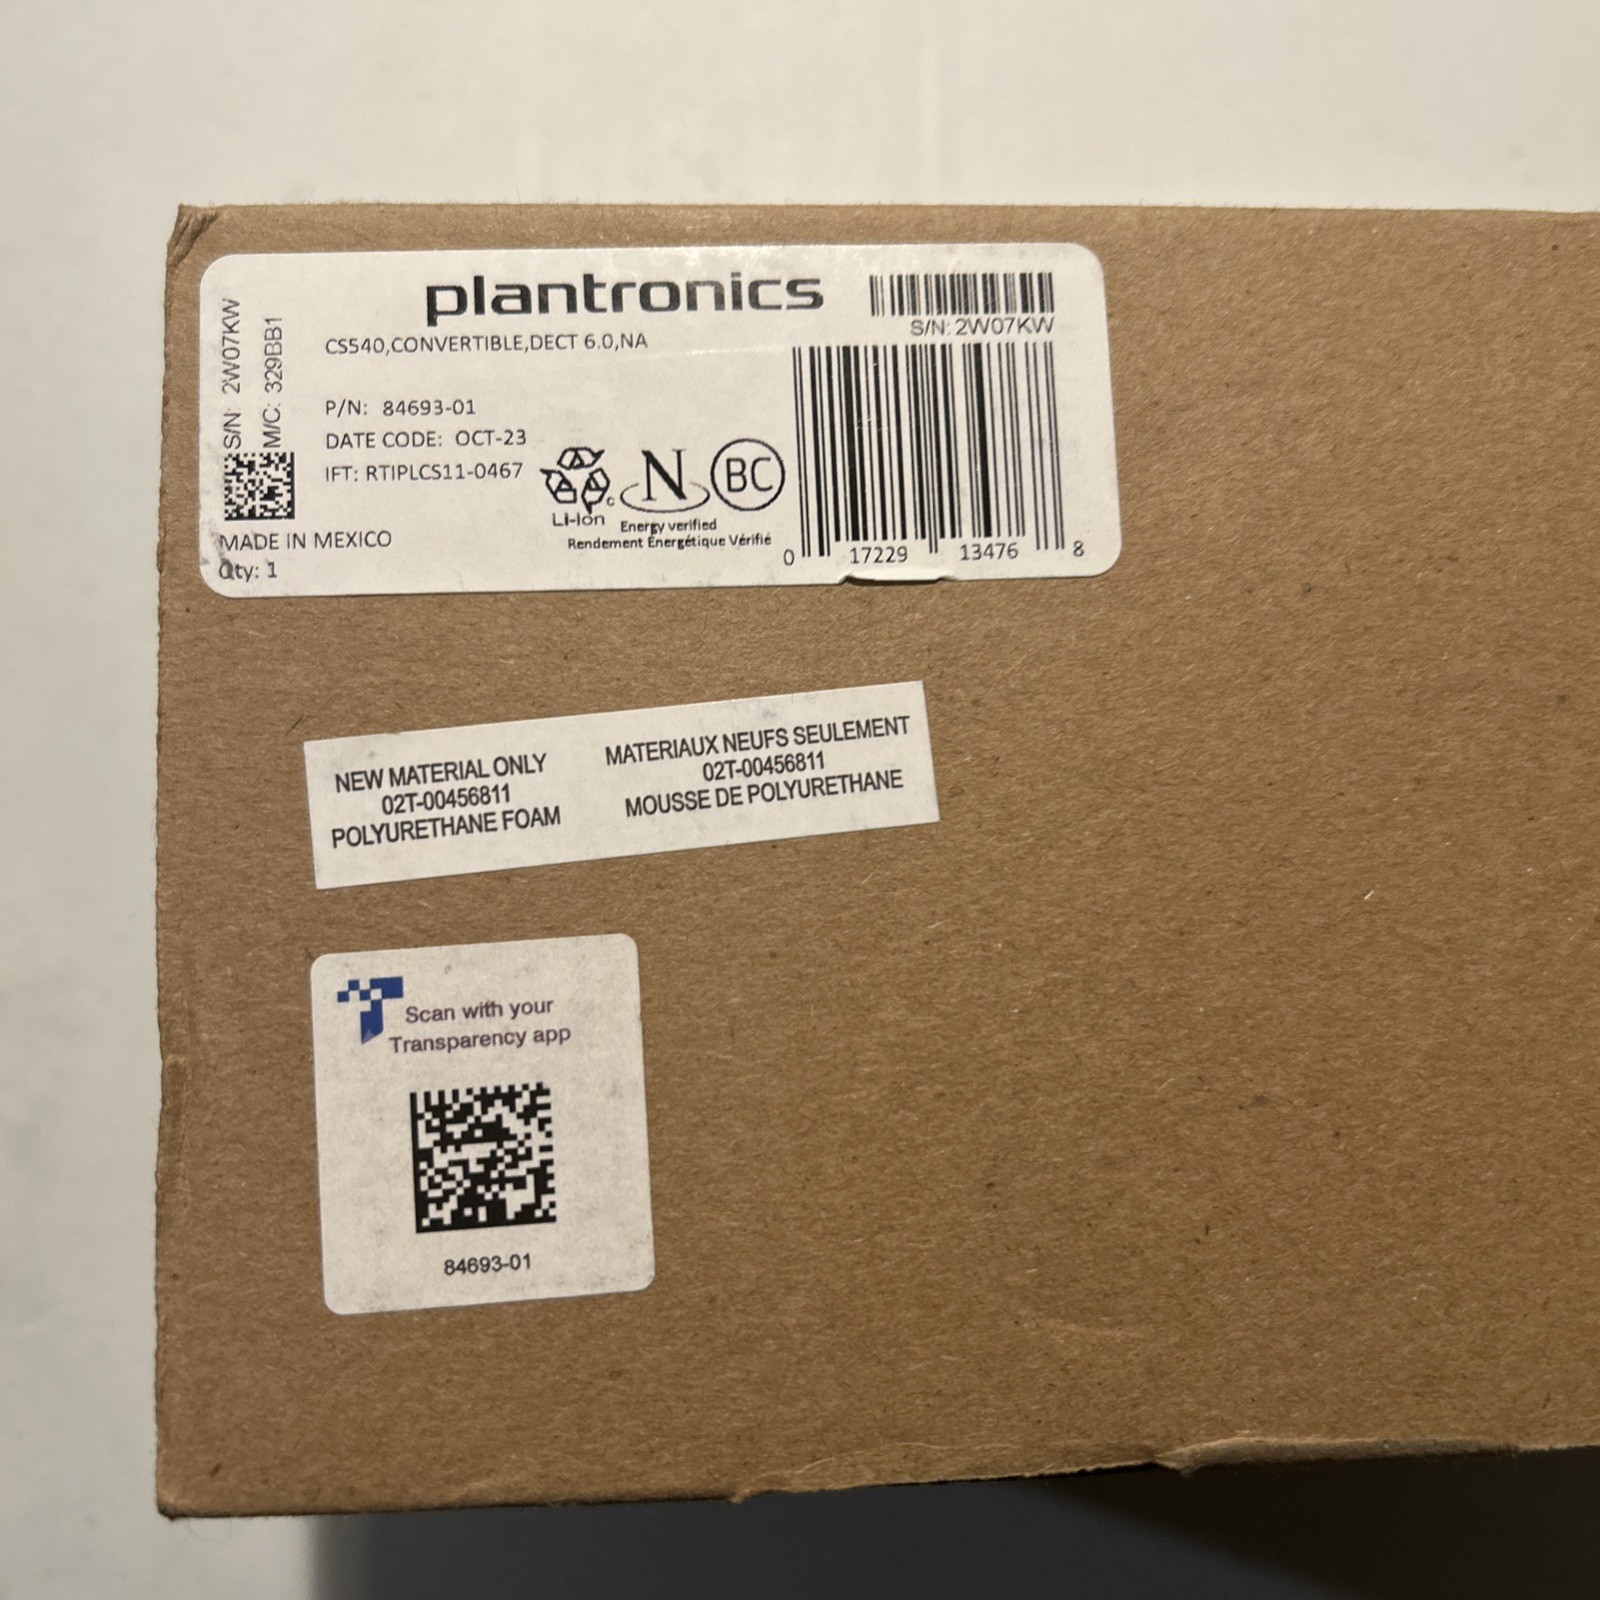 plantronics
S/N: 2W07KW
CS540,CONVERTIBLE,DECT 6.0,NA
S/N: 2W07KW
M/C: 329BB1
P/N: 84693-01
DATE CODE: OCT-23
IFT: RTIPLCS11-0467
Li-Ion
C
N
Energy verified
Rendement Énergétique Vérifié
BC
MADE IN MEXICO
Qty: 1
0 17229 13476 8
NEW MATERIAL ONLY
02T-00456811
POLYURETHANE FOAM
MATERIAUX NEUFS SEULEMENT
02T-00456811
MOUSSE DE POLYURETHANE
Scan with your
Transparency app
84693-01